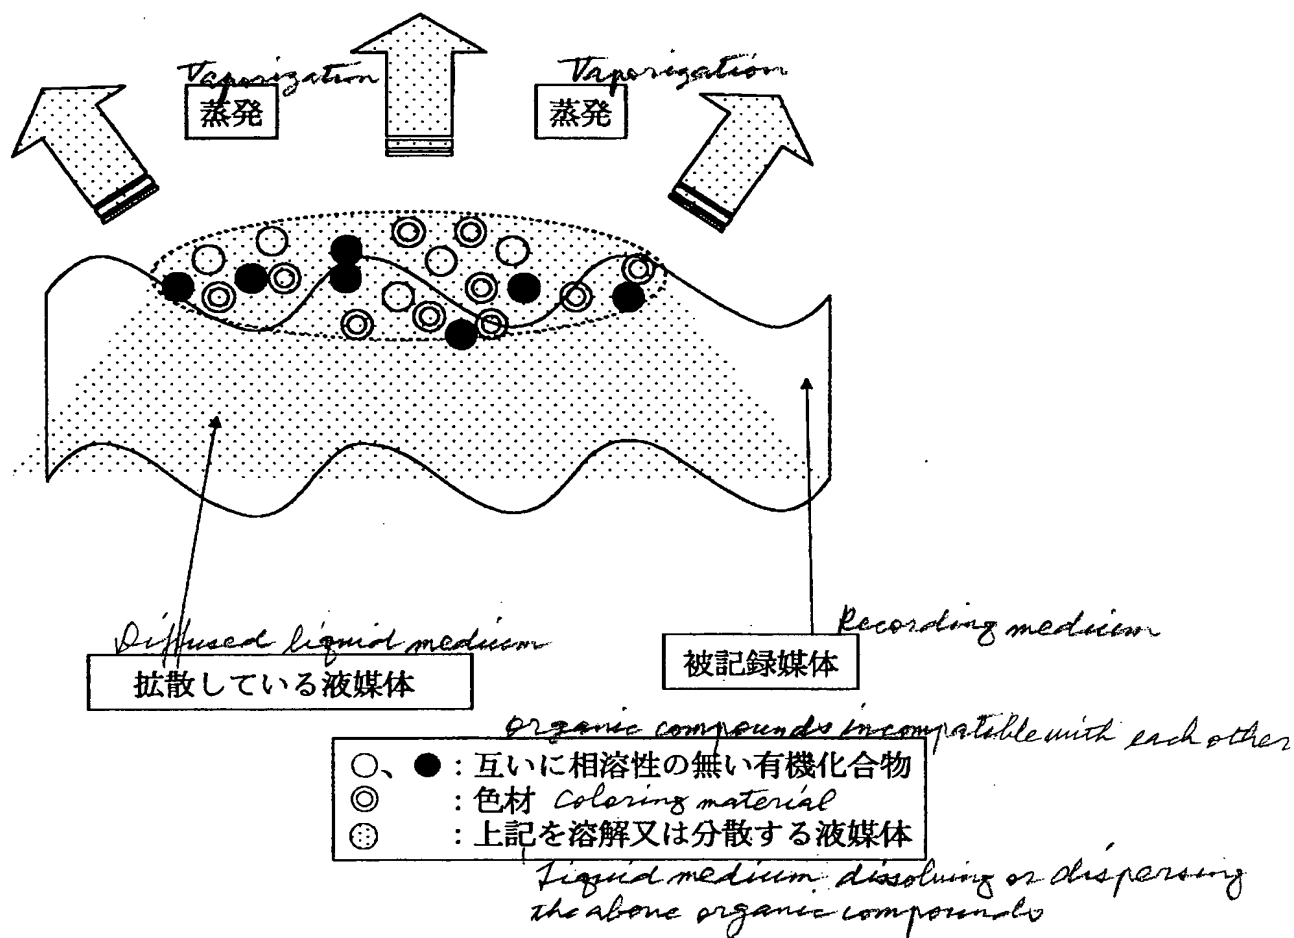 Vaporization
蒸発
Vaporization
蒸発
Diffused liquid medium
拡散している液媒体
Recording medium
被記録媒体
organic compounds incompatible with each other
○、●：互いに相溶性の無い有機化合物
◎：色材 Coloring material
：上記を溶解又は分散する液媒体
Liquid medium dissolving or dispersing
the above organic compounds